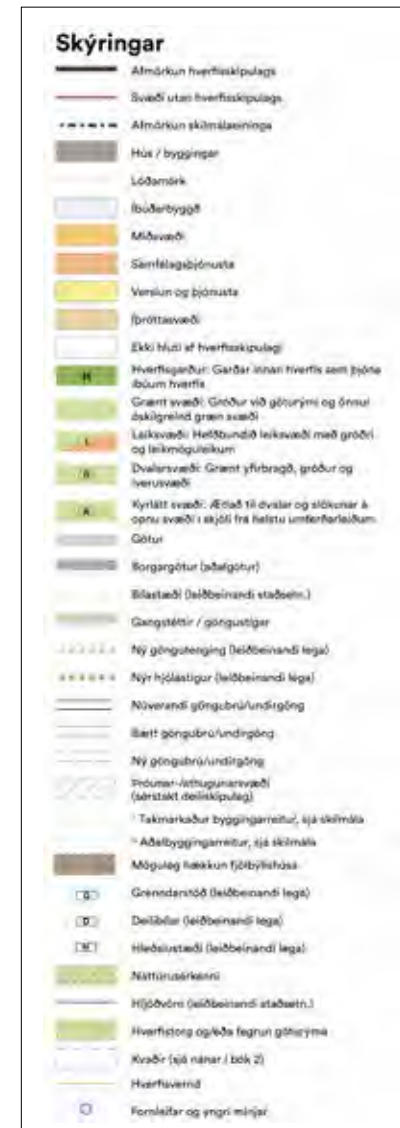 Skýringar
Afmörkun hverfisskipulags
Svæði utan hverfisskipulags
Afmörkun skilmálaeininga
Hús / byggingar
Lóðamörk
Íbúðarbyggð
Miðsvæði
Samfélagsþjónusta
Verslun og þjónusta
Íþróttasvæði
Ekki hluti af hverfisskipulagi
H
Hverfisgarður: Garðar innan hverfis sem þjóna
íbúum hverfis
Grænt svæði: Gróður við göturými og önnur
óskilgreind græn svæði
L
Leiksvæði: Hefðbundið leiksvæði með gróðri
og leikmöguleikum
Dvalarsvæði: Grænt yfirbragð, gróður og
íverusvæði
K
Kyrlátt svæði: Ætlað til dvalar og slökunar á
opnu svæði í skjóli frá helstu umferðarleiðum
Götur
Borgargötur (aðalgötur)
Bílastæði (leiðbeinandi staðsetn.)
Gangstéttir / göngustígar
Ný göngutenging (leiðbeinandi lega)
Nýr hjólastígur (leiðbeinandi lega)
Núverandi göngubrú/undirgöng
Bætt göngubrú/undirgöng
Ný göngubrú/undirgöng
Þróunar-/athugunarsvæði
(sérstakt deiliskipulag)
Takmarkaður byggingarreitur, sjá skilmála
Aðalbyggingarreitur, sjá skilmála
Möguleg hækkun fjölbýlishúsa
G
Grenndarstöð (leiðbeinandi lega)
D
Deilibílar (leiðbeinandi lega)
H
Hleðslustæði (leiðbeinandi lega)
Náttúrusérkenni
Hljóðvörn (leiðbeinandi staðsetn.)
Hverfistorg og/eða fegrun göturýma
Kvaðir (sjá nánar í bók 2)
Hverfisvernd
Fornleifar og yngri minjar